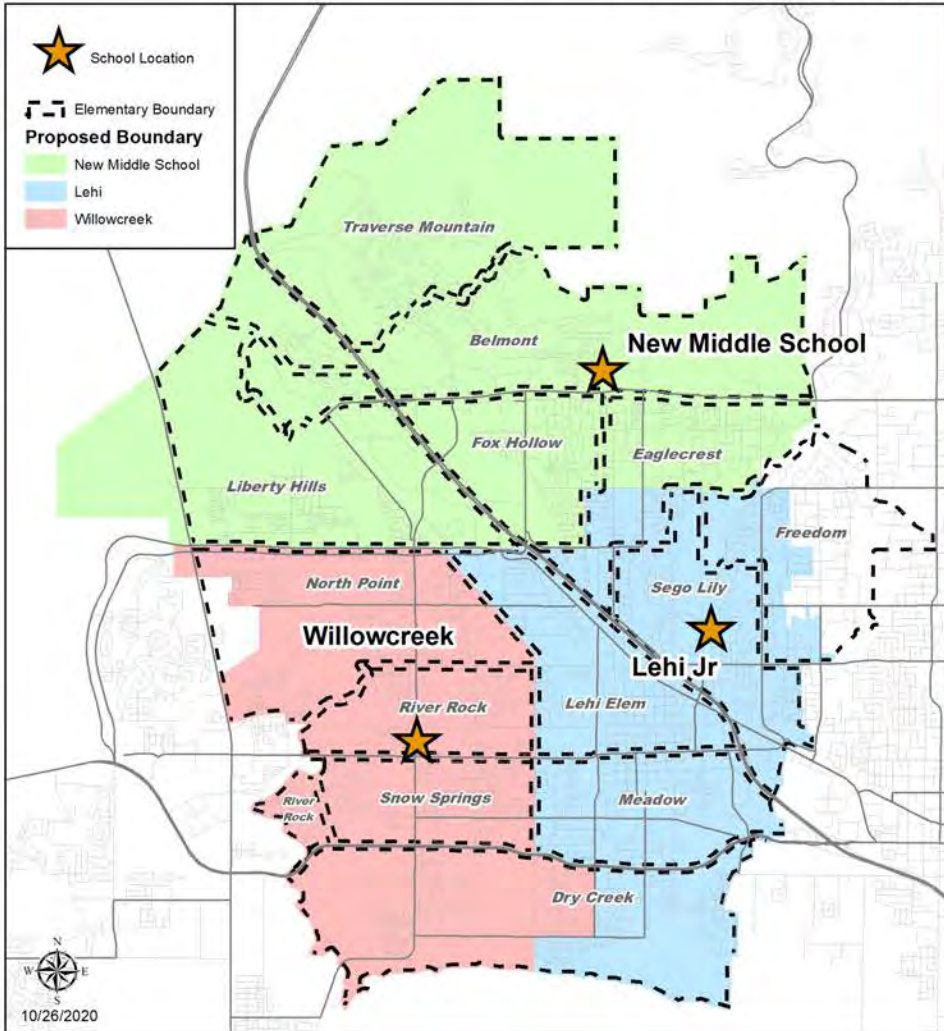 School Location
Elementary Boundary
Proposed Boundary
New Middle School
Lehi
Willowcreek
Traverse Mountain
Belmont
New Middle School
Fox Hollow
Eaglecrest
Liberty Hills
Freedom
North Point
Sego Lily
Willowcreek
Lehi Jr
River Rock
Lehi Elem
River
Rock
Snow Springs
Meadow
Dry Creek
N
W
E
S
10/26/2020